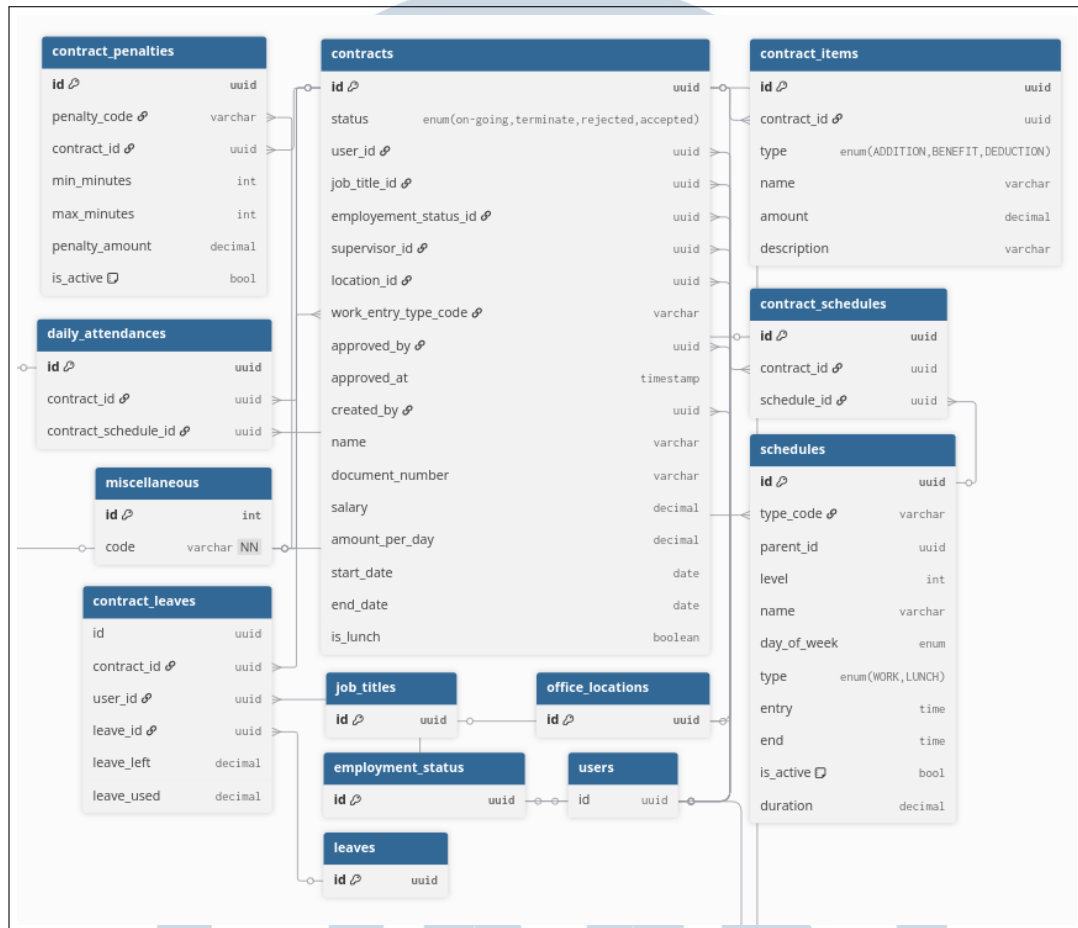 contract_penalties
id uuid
penalty_code varchar
contract_id uuid
min_minutes int
max_minutes int
penalty_amount decimal
is_active bool
daily_attendances
id uuid
contract_id uuid
contract_schedule_id uuid
miscellaneous
id int
code varchar NN
contract_leaves
id uuid
contract_id uuid
user_id uuid
leave_id uuid
leave_left decimal
leave_used decimal
contracts
id uuid
status enum(on-going,terminate,rejected,accepted)
user_id uuid
job_title_id uuid
employement_status_id uuid
supervisor_id uuid
location_id uuid
work_entry_type_code varchar
approved_by uuid
approved_at timestamp
created_by uuid
name varchar
document_number varchar
salary decimal
amount_per_day decimal
start_date date
end_date date
is_lunch boolean
job_titles
id uuid
office_locations
id uuid
employment_status
id uuid
users
id uuid
leaves
id uuid
contract_items
id uuid
contract_id uuid
type enum(ADDITION,BENEFIT,DEDUCTION)
name varchar
amount decimal
description varchar
contract_schedules
id uuid
contract_id uuid
schedule_id uuid
schedules
id uuid
type_code varchar
parent_id uuid
level int
name varchar
day_of_week enum
type enum(WORK,LUNCH)
entry time
end time
is_active bool
duration decimal